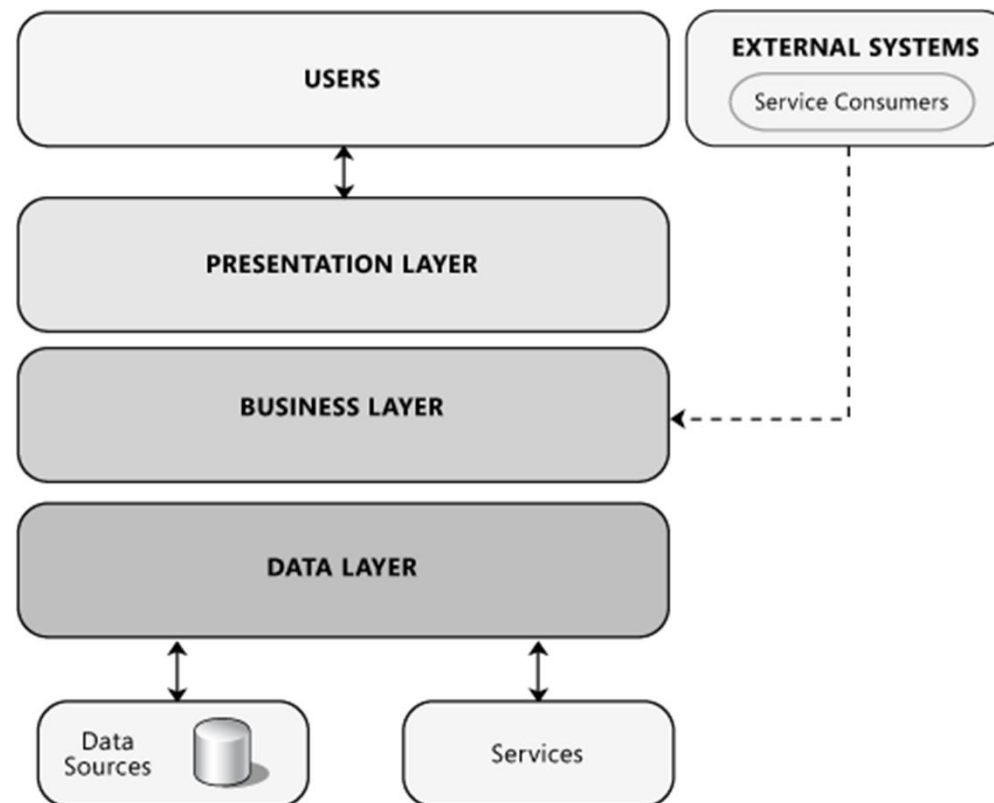 USERS
EXTERNAL SYSTEMS
Service Consumers
PRESENTATION LAYER
BUSINESS LAYER
DATA LAYER
Data
Sources
Services